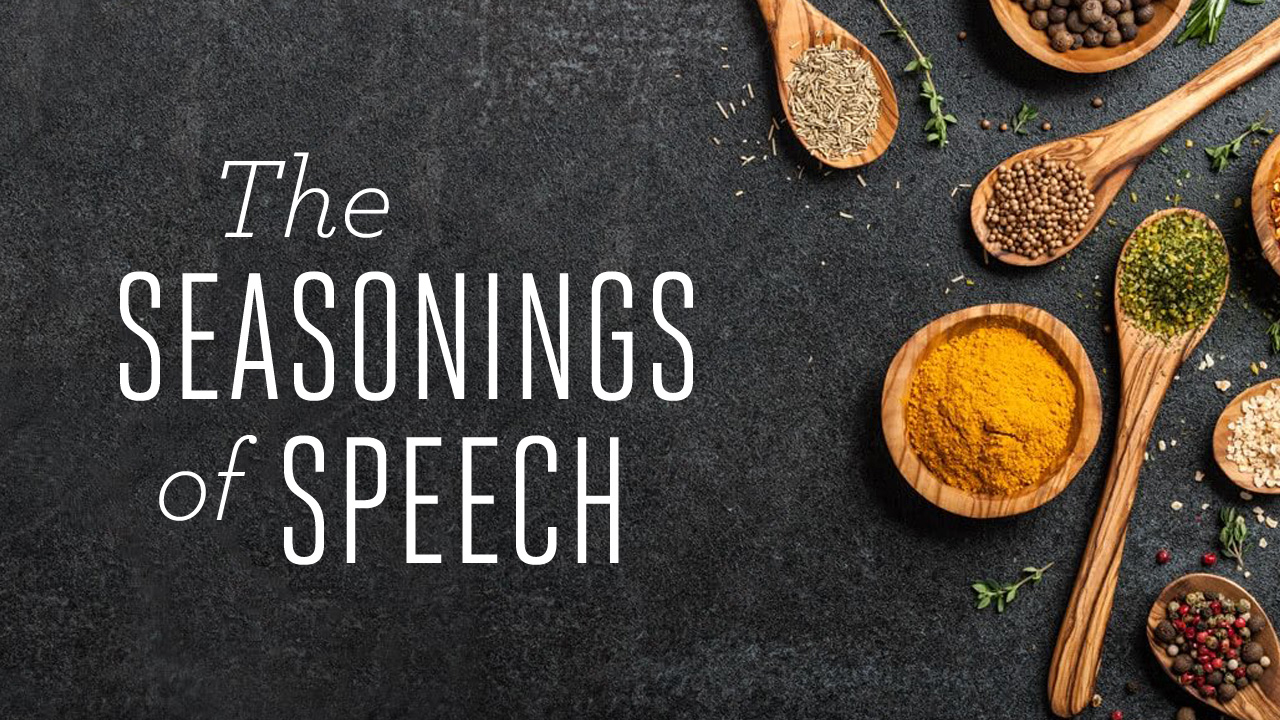 The
SEASONINGS
of SPEECH